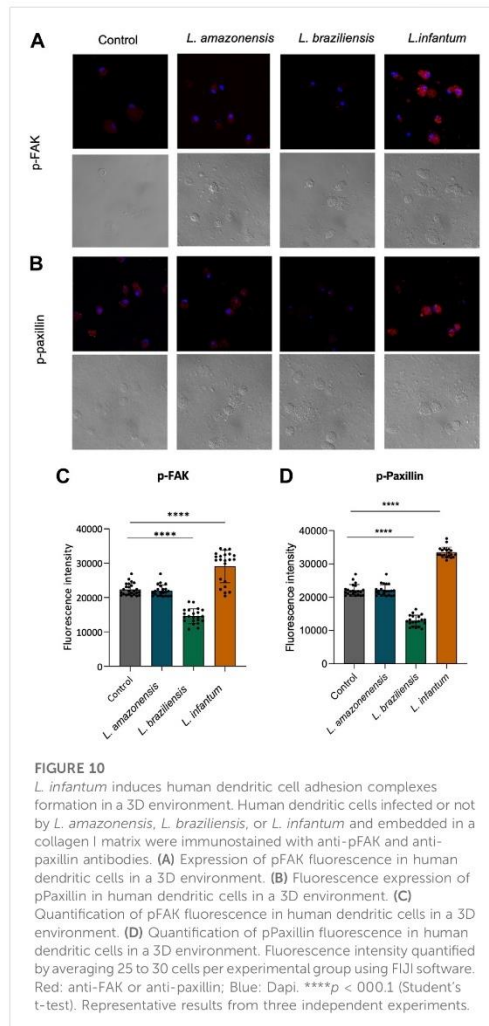 A
Control
L. amazonensis
L. braziliensis
L.infantum
p-FAK
B
p-paxillin
C
p-FAK
****
****
Fluorescence intensity
40000
30000
20000
10000
0
Control
L. amazonensis
L. braziliensis
L. infantum
D
p-Paxillin
****
****
Fluorescence intensity
40000
30000
20000
10000
0
Control
L. amazonenensis
L. braziliensis
L. infantum
FIGURE 10
L. infantum induces human dendritic cell adhesion complexes
formation in a 3D environment. Human dendritic cells infected or not
by L. amazonensis, L. braziliensis, or L. infantum and embedded in a
collagen I matrix were immunostained with anti-pFAK and anti-
paxillin antibodies. (A) Expression of pFAK fluorescence in human
dendritic cells in a 3D environment. (B) Fluorescence expression of
pPaxillin in human dendritic cells in a 3D environment. (C)
Quantification of pFAK fluorescence in human dendritic cells in a 3D
environment. (D) Quantification of pPaxillin fluorescence in human
dendritic cells in a 3D environment. Fluorescence intensity quantified
by averaging 25 to 30 cells per experimental group using FIJI software.
Red: anti-FAK or anti-paxillin; Blue: Dapi. ****p < 000.1 (Student's
t-test). Representative results from three independent experiments.